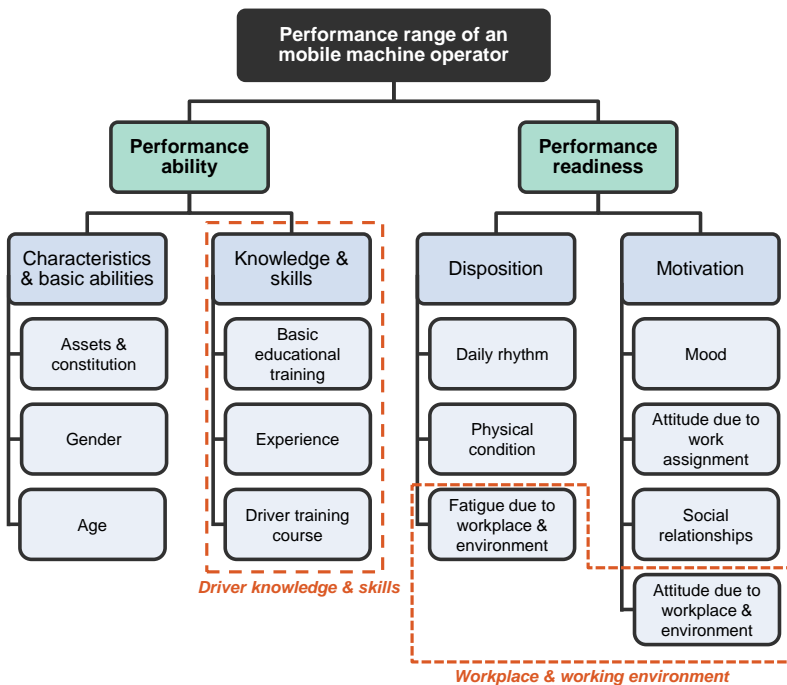 Performance range of an
mobile machine operator
Performance
ability
Performance
readiness
Characteristics
& basic abilities
Knowledge &
skills
Disposition
Motivation
Assets &
constitution
Basic
educational
training
Daily rhythm
Mood
Gender
Experience
Physical
condition
Attitude due to
work
assignment
Age
Driver training
course
Fatigue due to
workplace &
environment
Social
relationships
Driver knowledge & skills
Attitude due to
workplace &
environment
Workplace & working environment